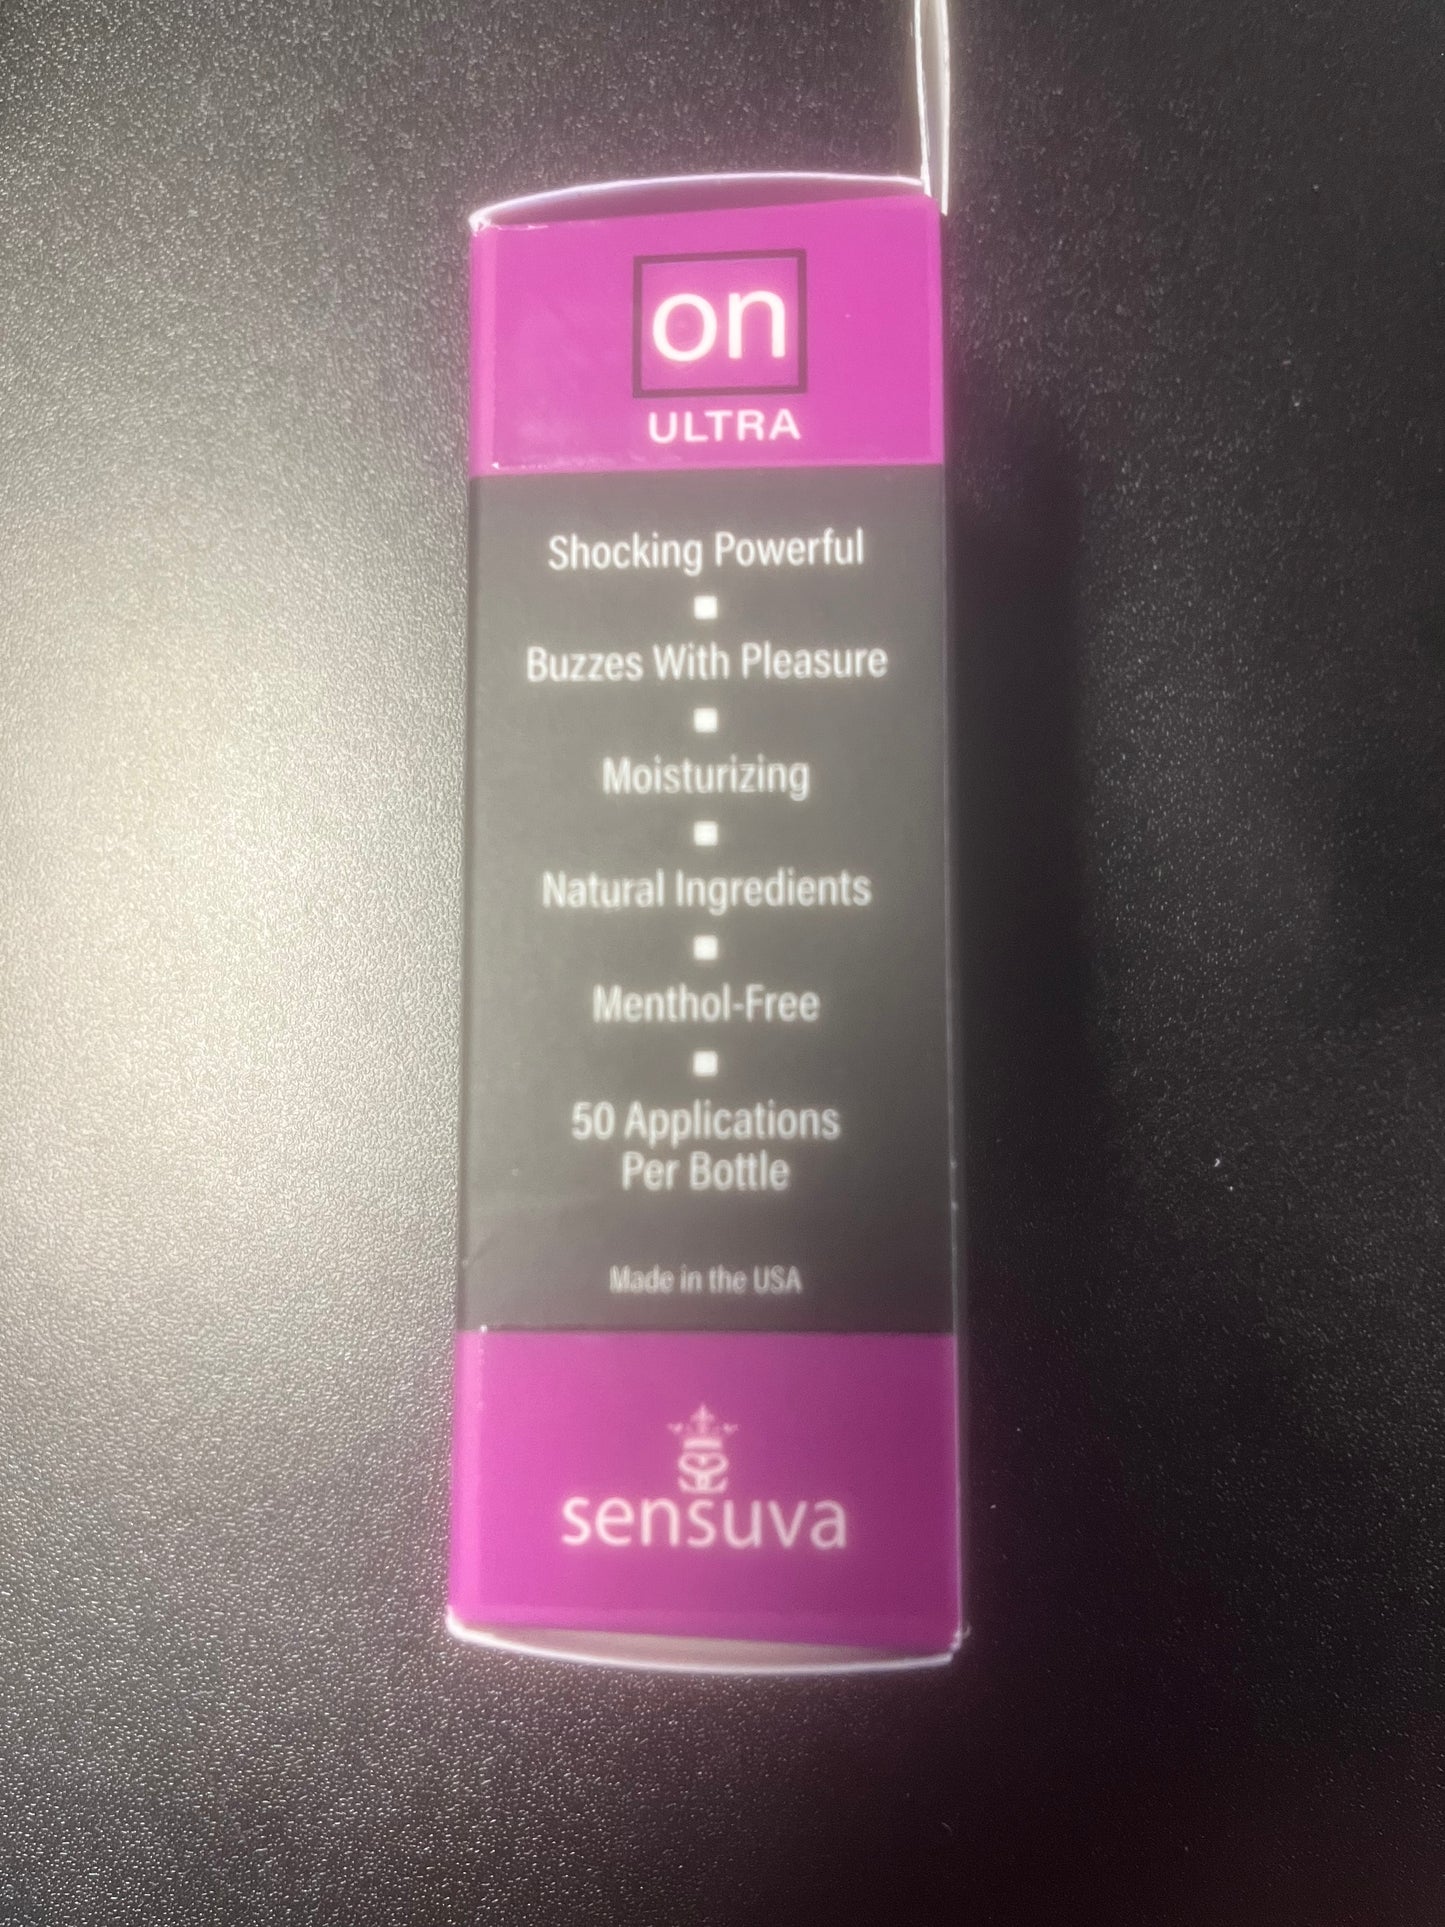 on
ULTRA
Shocking Powerful
Buzzes With Pleasure
Moisturizing
Natural Ingredients
Menthol-Free
50 Applications
Per Bottle
Made in the USA
sensuva